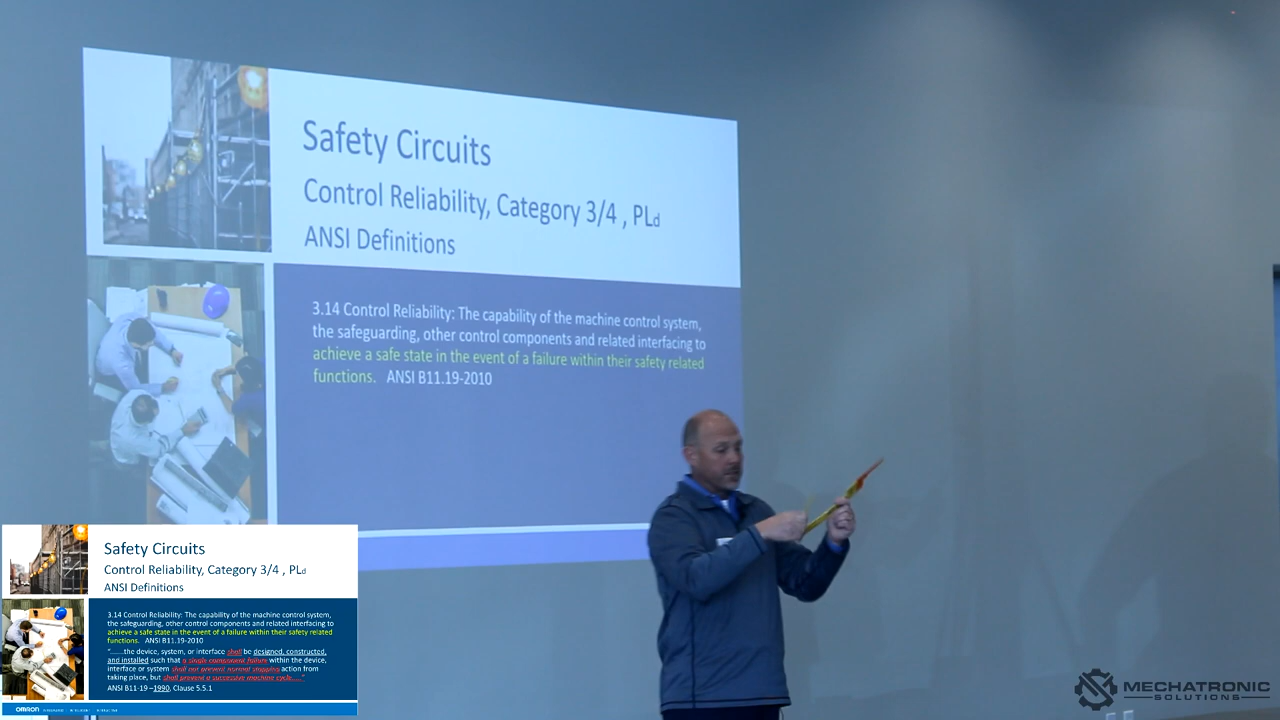 Safety Circuits
Control Reliability, Category 3/4 , PLd
ANSI Definitions
3.14 Control Reliability: The capability of the machine control system,
the safeguarding, other control components and related interfacing to
achieve a safe state in the event of a failure within their safety related
functions. ANSI B11.19-2010
Safety Circuits
Control Reliability, Category 3/4 , PLd
ANSI Definitions
3.14 Control Reliability: The capability of the machine control system,
the safeguarding, other control components and related interfacing to
achieve a safe state in the event of a failure within their safety related
functions. ANSI B11.19-2010
"......the device, system, or interface shall be designed, constructed,
and installed such that a single component failure within the device,
interface or system shall not prevent normal stopping action from
taking place, but shall prevent a successive machine cycle....."
ANSI B11-19 –1990, Clause 5.5.1
OMRON
MECHATRONIC
SOLUTIONS